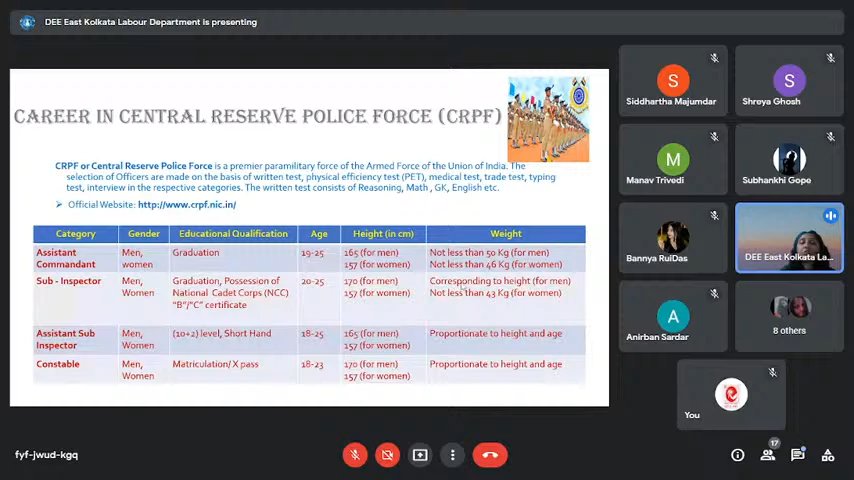 DEE East Kolkata Labour Department is presenting
CAREER IN CENTRAL RESERVE POLICE FORCE (CRPF)
CRPF or Central Reserve Police Force is a premier paramilitary force of the Armed Force of the Union of India. The
selection of Officers are made on the basis of written test, physical efficiency test (PET), medical test, trade test, typing
test, interview in the respective categories. The written test consists of Reasoning, Math , GK, English etc.
➢ Official Website: http://www.crpf.nic.in/
Category Gender Educational Qualification Age Height (in cm) Weight
Assistant Men, Graduation 19-25 165 (for men) Not less than 50 Kg (for men)
Commandant women 157 (for women) Not less than 46 Kg (for women)
Sub - Inspector Men, Graduation, Possession of 20-25 170 (for men) Corresponding to height (for men)
Women National Cadet Corps (NCC) 157 (for women) Not less than 43 Kg (for women)
"B"/"C" certificate
Assistant Sub Men, (10+2) level, Short Hand 18-25 165 (for men) Proportionate to height and age
Inspector Women 157 (for women)
Constable Men, Matriculation/ X pass 18-23 170 (for men) Proportionate to height and age
Women 157 (for women)
S
Siddhartha Majumdar
S
Shreya Ghosh
M
Manav Trivedi
Subhankhi Gope
Bannya RuiDas
DEE East Kolkata La...
A
Anirban Sardar
8 others
You
fyf-jwud-kgq
17